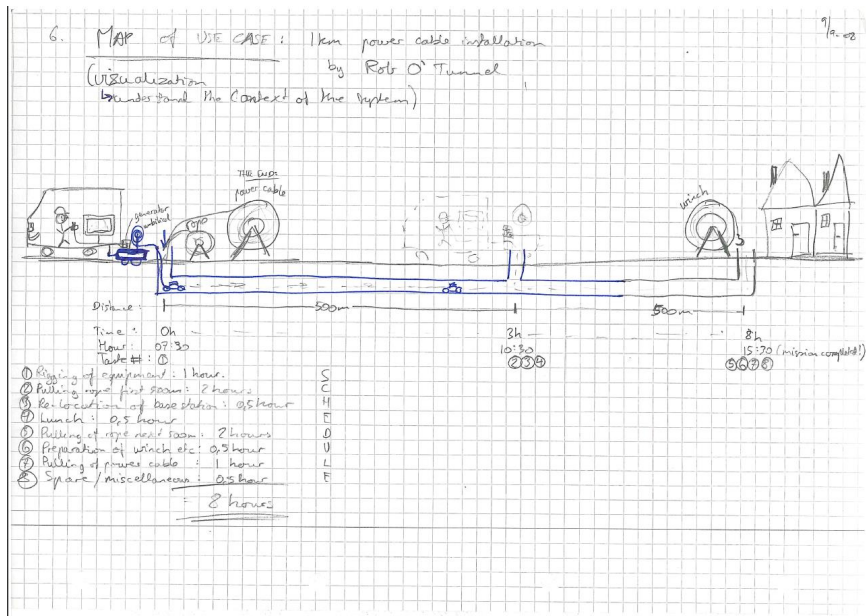 9/9-08
6. MAP of USE CASE: 1km power cable installation
by Rob O'Tunnel
(visualization
↳ understand the context of the system)
THE END:
power cable
generator
umbilical
rope
winch
Distance: 500m 500m
Time: 0h 3h 8h
Hour: 07:30 10:30 15:30 (mission completed!)
Task #: ① ②③④ ⑤⑥⑦⑧
① Rigging of equipment: 1 hour. S
② Pulling rope first 500m: 2 hours C
③ Re-location of base station: 0,5 hour H
④ Lunch: 0,5 hour E
⑤ Pulling of rope next 500m: 2 hours D
⑥ Preparation of winch etc: 0,5 hour U
⑦ Pulling of power cable: 1 hour L
⑧ Spare/miscellaneous: 0,5 hour E
= 8 hours